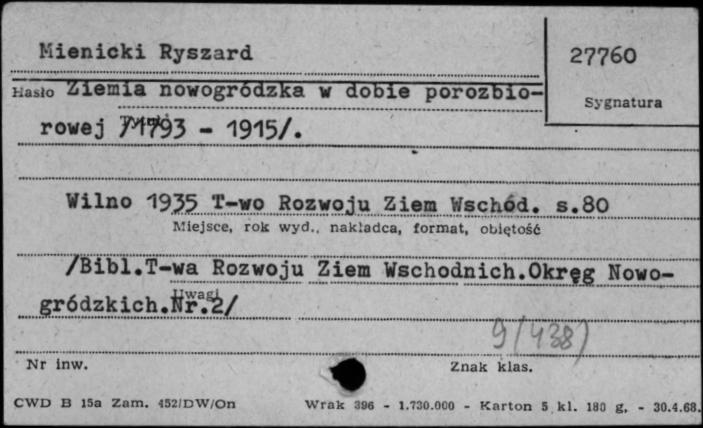 Mienicki Ryszard
27760
Hasło Ziemia nowogródzka w dobie porozbio-
Sygnatura
rowej /1793 - 1915/.
Tytuł
Wilno 1935 T-wo Rozwoju Ziem Wschód. s.80
Miejsce, rok wyd., nakładca, format, objętość
/Bibl.T-wa Rozwoju Ziem Wschodnich.Okręg Nowo-
gródzkich.Nr.2/
Uwagi
9(438)
Nr inw.
Znak klas.
CWD B 15a Zam. 452/DW/On
Wrak 396 - 1.730.000 - Karton 5 kl. 180 g, - 30.4.68.